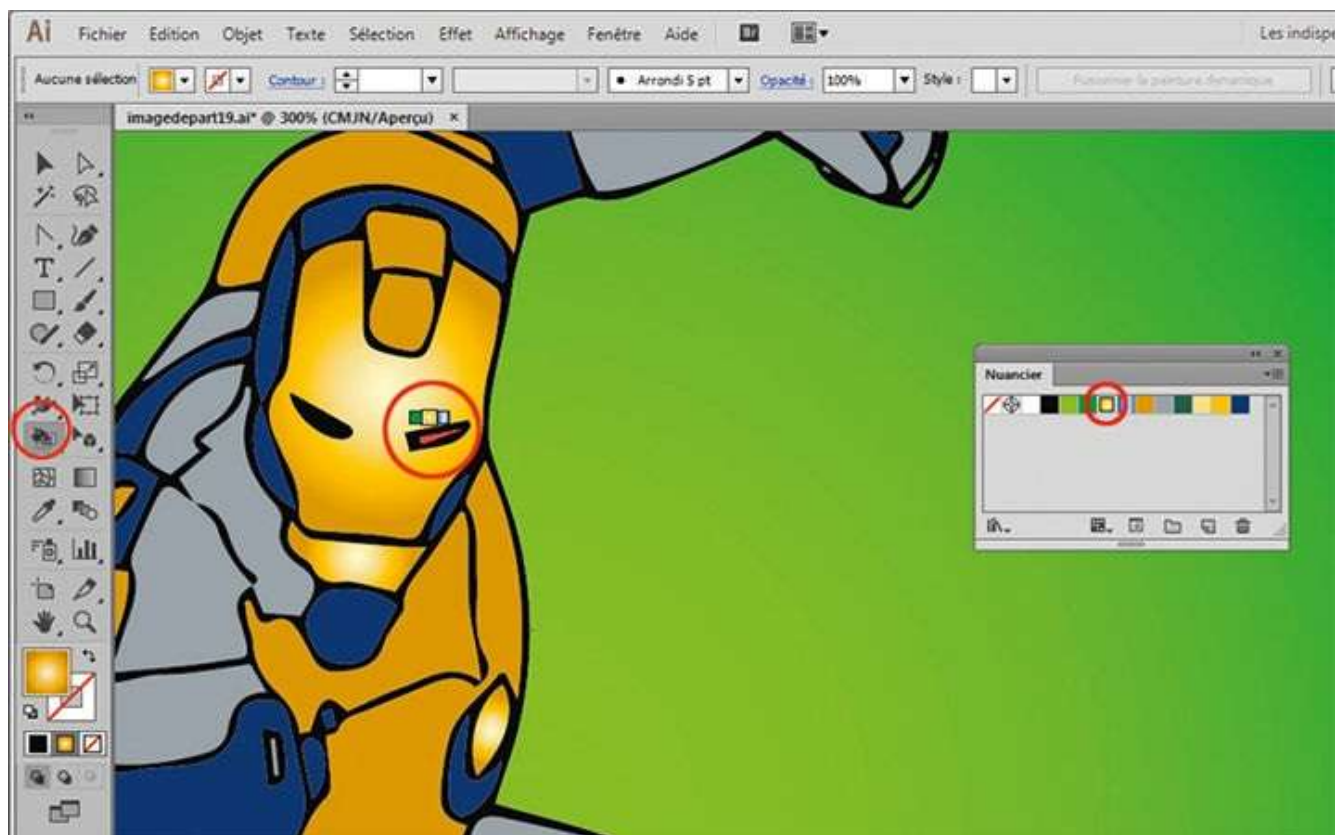 Ai Fichier Edition Objet Texte Sélection Effet Affichage Fenêtre Aide Br Les indispe
Aucune sélection Contour : Arrondi 5 pt Opacité : 100% Style :
imagedepart19.ai* @ 300% (CMJN/Aperçu) ×
Nuancier